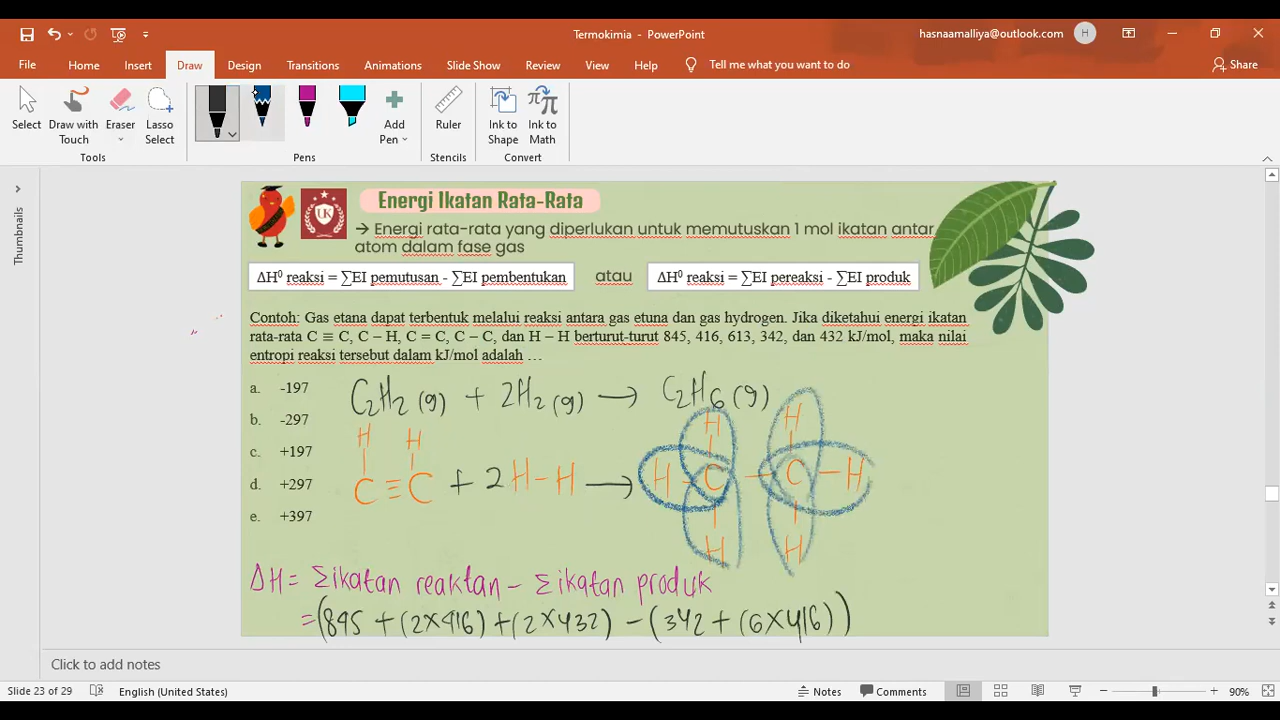 Termokimia - PowerPoint
hasnaamalliya@outlook.com
H
File
Home
Insert
Draw
Design
Transitions
Animations
Slide Show
Review
View
Help
Tell me what you want to do
Share
Select
Draw with Touch
Eraser
Lasso Select
Add Pen
Ruler
Ink to Shape
Ink to Math
Tools
Pens
Stencils
Convert
Thumbnails
UK
Energi Ikatan Rata-Rata
→ Energi rata-rata yang diperlukan untuk memutuskan 1 mol ikatan antar
atom dalam fase gas
ΔH⁰ reaksi = ∑EI pemutusan - ∑EI pembentukan atau ΔH⁰ reaksi = ∑EI pereaksi - ∑EI produk
Contoh: Gas etana dapat terbentuk melalui reaksi antara gas etuna dan gas hydrogen. Jika diketahui energi ikatan
rata-rata C ≡ C, C − H, C = C, C − C, dan H − H berturut-turut 845, 416, 613, 342, dan 432 kJ/mol, maka nilai
entropi reaksi tersebut dalam kJ/mol adalah …
a. -197
b. -297
c. +197
d. +297
e. +397
C2H2 (g) + 2H2 (g) → C2H6 (g)
H H H H
C ≡ C + 2 H - H → H - C - C - H
H H
ΔH = Σikatan reaktan - Σikatan produk
= (845 + (2×416) + (2×432) - (342 + (6×416))
Click to add notes
Slide 23 of 29
English (United States)
Notes
Comments
90%